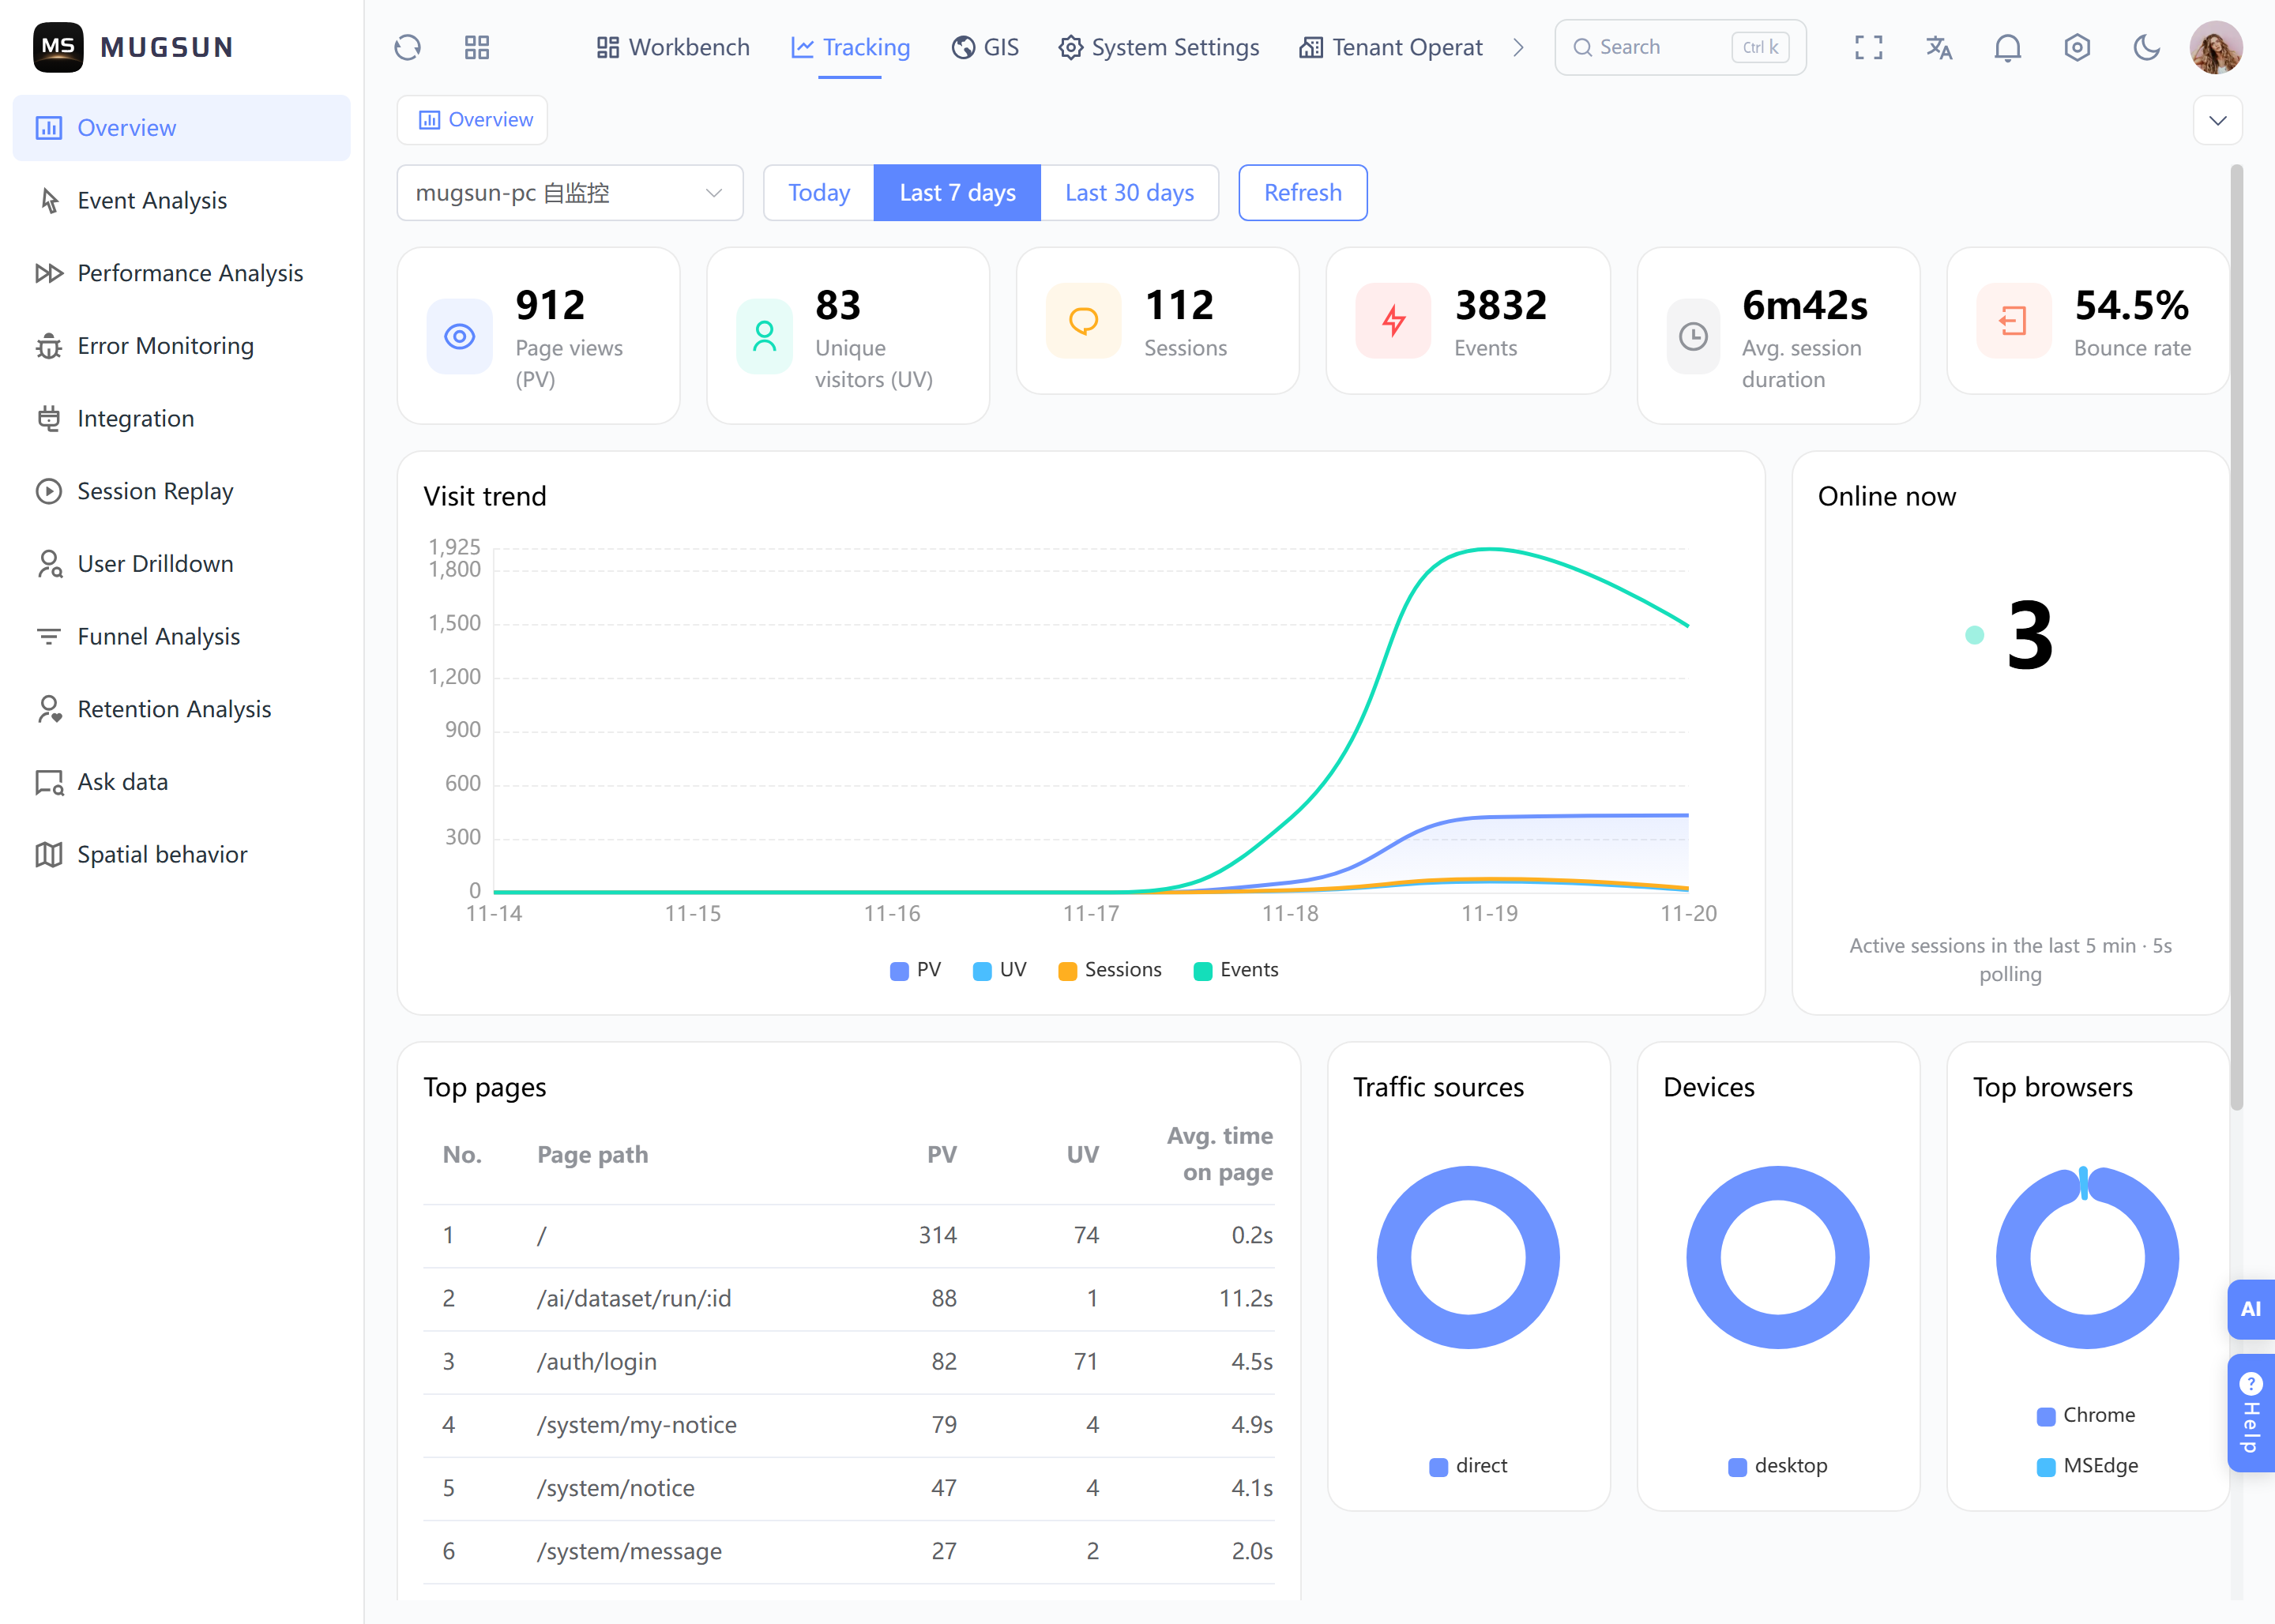 MS MUGSUN
Workbench
Tracking
GIS
System Settings
Tenant Operat
Search
Ctrl k
Overview
Event Analysis
Performance Analysis
Error Monitoring
Integration
Session Replay
User Drilldown
Funnel Analysis
Retention Analysis
Ask data
Spatial behavior
Overview
mugsun-pc 自监控
Today
Last 7 days
Last 30 days
Refresh
912
Page views
(PV)
83
Unique
visitors (UV)
112
Sessions
3832
Events
6m42s
Avg. session
duration
54.5%
Bounce rate
Visit trend
1,925
1,800
1,500
1,200
900
600
300
0
11-14
11-15
11-16
11-17
11-18
11-19
11-20
PV
UV
Sessions
Events
Online now
3
Active sessions in the last 5 min · 5s
polling
Top pages
No. Page path PV UV Avg. time
on page
1 / 314 74 0.2s
2 /ai/dataset/run/:id 88 1 11.2s
3 /auth/login 82 71 4.5s
4 /system/my-notice 79 4 4.9s
5 /system/notice 47 4 4.1s
6 /system/message 27 2 2.0s
Traffic sources
direct
Devices
desktop
Top browsers
Chrome
MSEdge
AI
? Help